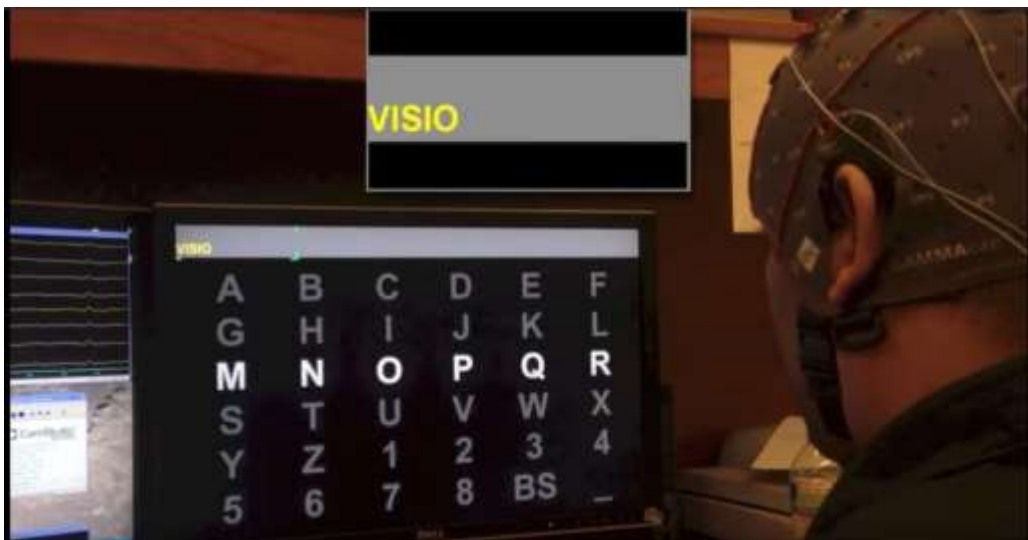 VISIO
VISIO
A B C D E F
G H I J K L
M N O P Q R
S T U V W X
Y Z 1 2 3 4
5 6 7 8 BS _